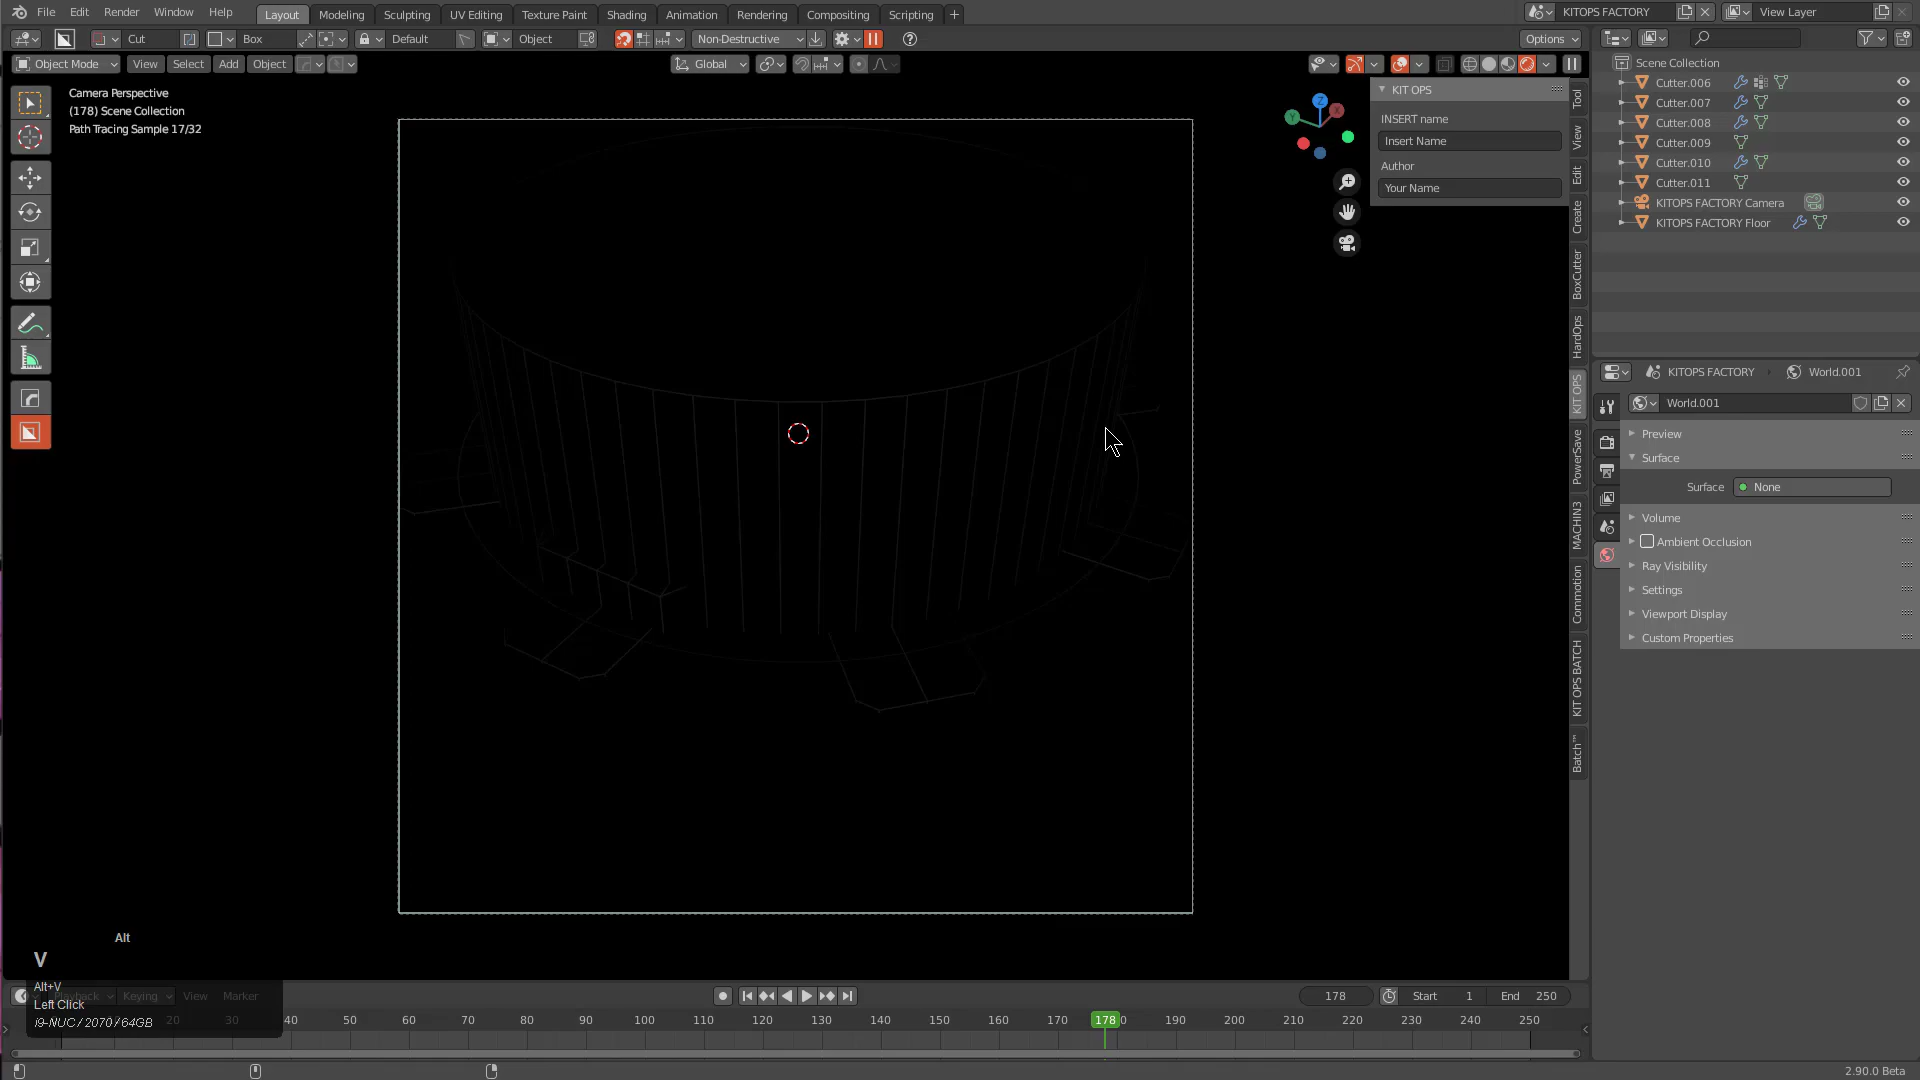 File Edit Render Window Help Layout Modeling Sculpting UV Editing Texture Paint Shading Animation Rendering Compositing Scripting + KITOPS FACTORY View Layer
Cut Box Default Object Non-Destructive Options
Object Mode View Select Add Object Global
Camera Perspective
(178) Scene Collection
Path Tracing Sample 17/32
Z
Y
X
KIT OPS
INSERT name
Insert Name
Author
Your Name
Tool
View
Edit
Create
BoxCutter
HardOps
KIT OPS
PowerSave
MACHIN3
Commotion
KIT OPS BATCH
Batch™
Scene Collection
Cutter.006
Cutter.007
Cutter.008
Cutter.009
Cutter.010
Cutter.011
KITOPS FACTORY Camera
KITOPS FACTORY Floor
KITOPS FACTORY World.001
World.001
Preview
Surface
Surface None
Volume
Ambient Occlusion
Ray Visibility
Settings
Viewport Display
Custom Properties
Alt
V
Alt+V
Left Click
i9-NUC / 2070 / 64GB
Playback Keying View Marker 178 Start 1 End 250
20 30 40 50 60 70 80 90 100 110 120 130 140 150 160 170 178 190 200 210 220 230 240 250
2.90.0 Beta